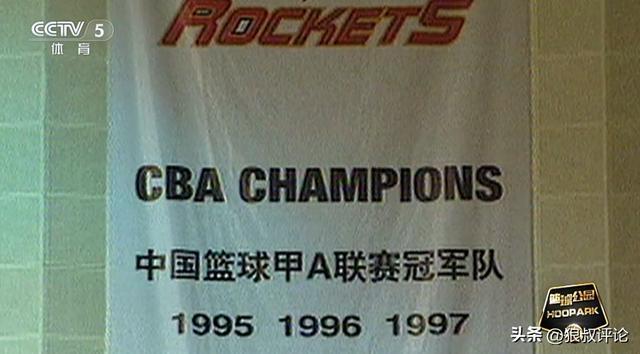 CCTV 5
体育
ROCKETS
CBA CHAMPIONS
中国篮球甲A联赛冠军队
1995 1996 1997
篮球公园
HOOPARK
头条 @狼叔评论